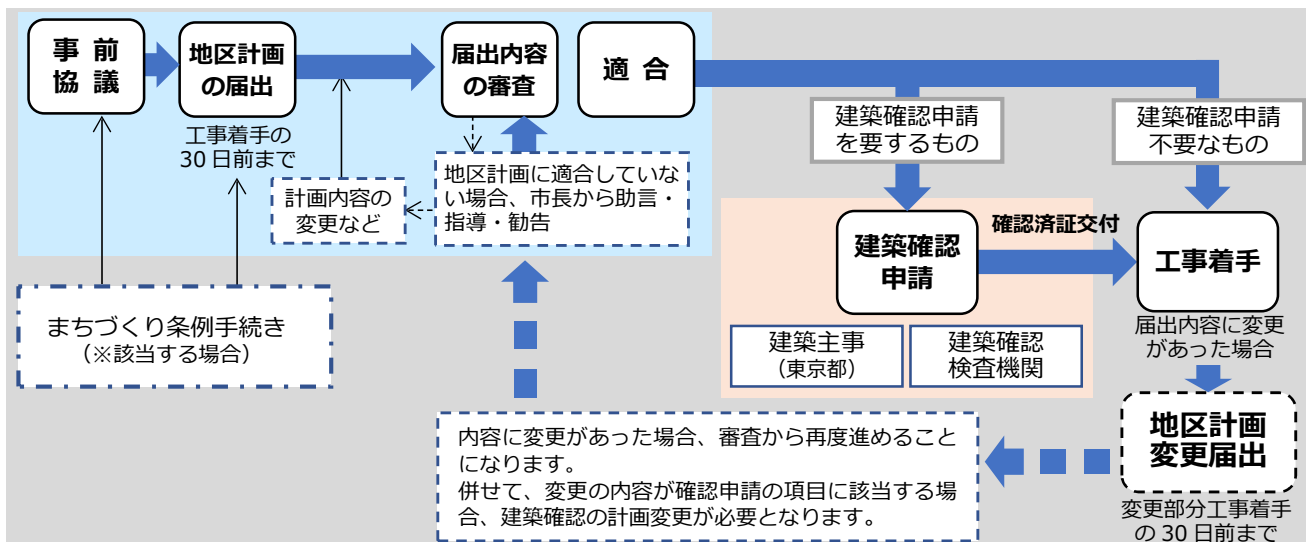 事 前
協 議
地区計画
の届出
工事着手の
30 日前まで
届出内容
の審査
適 合
計画内容の
変更など
地区計画に適合していな
い場合、市長から助言・
指導・勧告
まちづくり条例手続き
（※該当する場合）
建築確認申請
を要するもの
建築確認申請
不要なもの
建築確認
申請
確認済証交付
工事着手
建築主事
（東京都）
建築確認
検査機関
届出内容に変更
があった場合
地区計画
変更届出
変更部分工事着手
の 30 日前まで
内容に変更があった場合、審査から再度進めること
になります。
併せて、変更の内容が確認申請の項目に該当する場
合、建築確認の計画変更が必要となります。